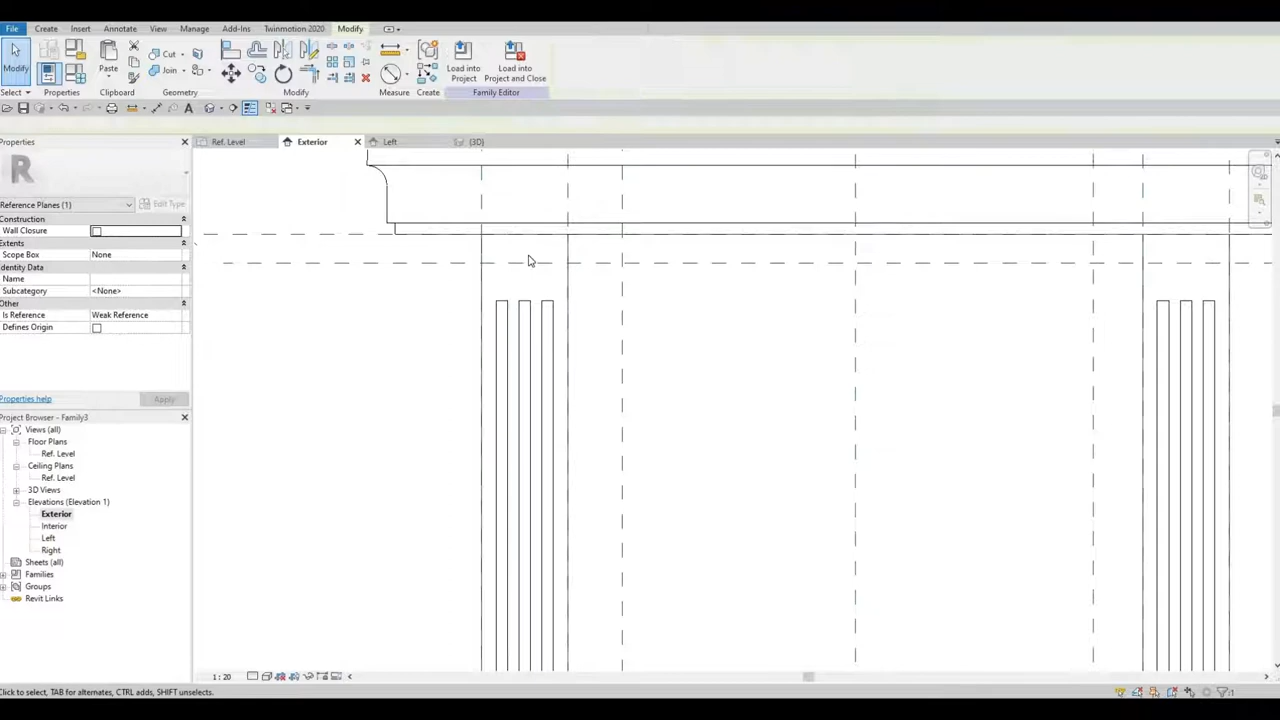 File Create Insert Annotate View Manage Add-Ins Twinmotion 2020 Modify
Modify
Paste
Cut
Join
Load into
Project
Load into
Project and Close
Select Properties Clipboard Geometry Modify Measure Create Family Editor
Properties
Ref. Level
Exterior
Left
{3D}
R
Reference Planes (1)
Edit Type
Construction
Wall Closure
Extents
Scope Box None
Identity Data
Name
Subcategory <None>
Other
Is Reference Weak Reference
Defines Origin
Properties help
Apply
Project Browser - Family3
Views (all)
Floor Plans
Ref. Level
Ceiling Plans
Ref. Level
3D Views
Elevations (Elevation 1)
Exterior
Interior
Left
Right
Sheets (all)
Families
Groups
Revit Links
1 : 20
Click to select, TAB for alternates, CTRL adds, SHIFT unselects.
:1